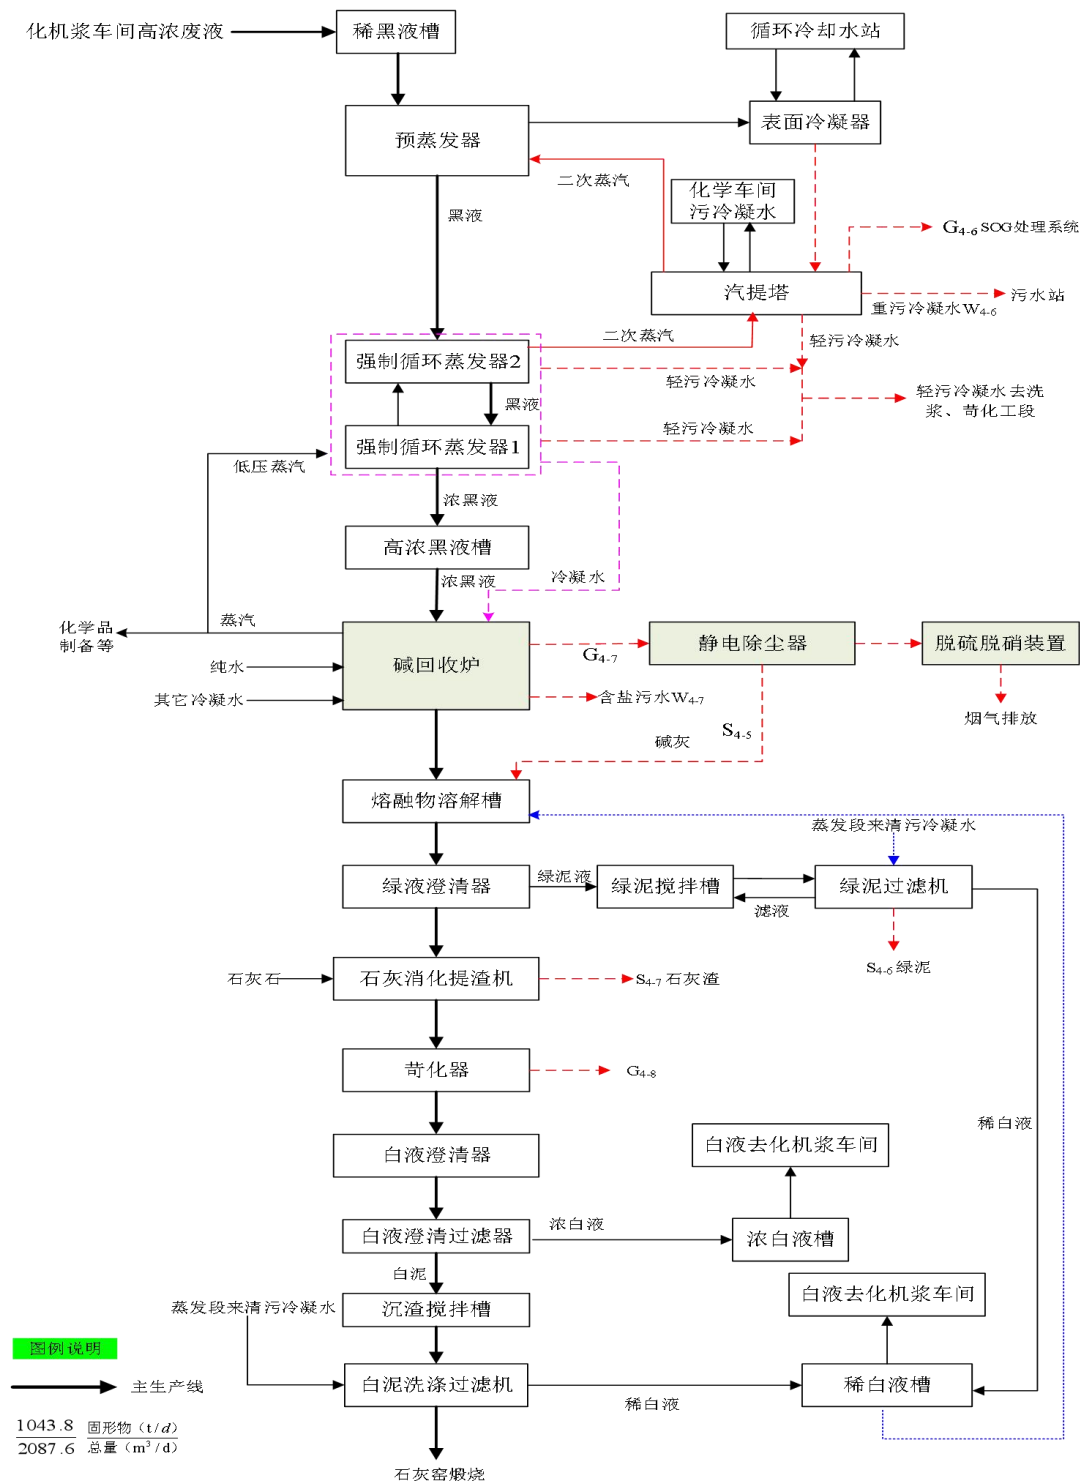 化机浆车间高浓废液
稀黑液槽
循环冷却水站
预蒸发器
表面冷凝器
二次蒸汽
化学车间
污冷凝水
黑液
G4-6 SOG处理系统
汽提塔
污水站
重污冷凝水W4-6
二次蒸汽
轻污冷凝水
强制循环蒸发器2
轻污冷凝水
黑液
轻污冷凝水去洗
浆、苛化工段
轻污冷凝水
强制循环蒸发器1
低压蒸汽
浓黑液
高浓黑液槽
浓黑液
冷凝水
蒸汽
化学品
制备等
碱回收炉
静电除尘器
脱硫脱硝装置
G4-7
纯水
其它冷凝水
含盐污水W4-7
烟气排放
S4-5
碱灰
熔融物溶解槽
蒸发段来清污冷凝水
绿液澄清器
绿泥液
绿泥搅拌槽
绿泥过滤机
滤液
S4-6 绿泥
石灰石
石灰消化提渣机
S4-7 石灰渣
苛化器
G4-8
稀白液
白液去化机浆车间
白液澄清器
白液澄清过滤器
浓白液
浓白液槽
白泥
白液去化机浆车间
蒸发段来清污冷凝水
沉渣搅拌槽
图例说明
主生产线
白泥洗涤过滤机
稀白液
稀白液槽
1043.8 固形物（t/d）
2087.6 总量（m³/d）
石灰窑煅烧